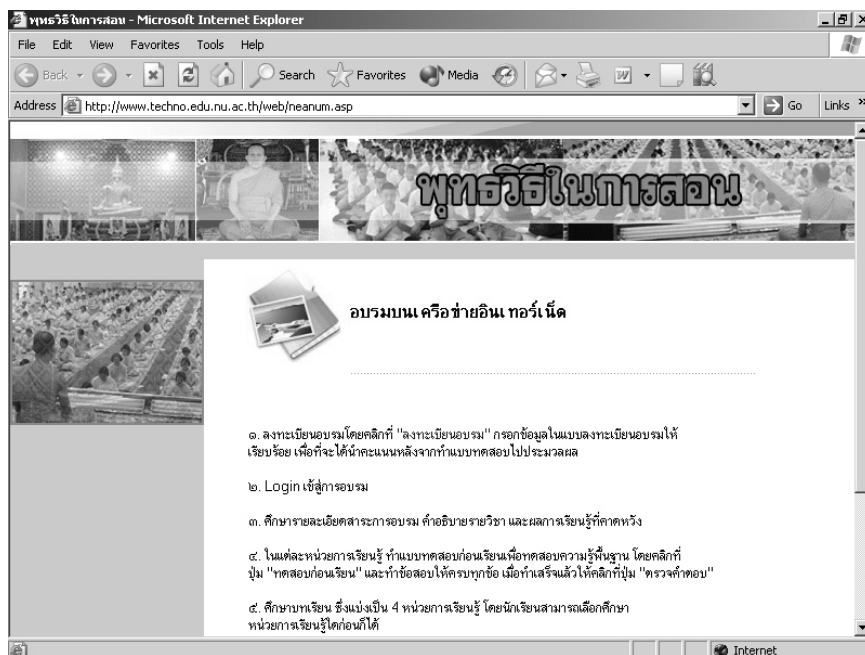 พุทธวิธีในการสอน - Microsoft Internet Explorer
File Edit View Favorites Tools Help
Back Search Favorites Media
Address http://www.techno.edu.nu.ac.th/web/neanum.asp Go Links »
พุทธวิธีในการสอน
อบรมบนเครือข่ายอินเทอร์เน็ต
๑. ลงทะเบียนอบรมโดยคลิกที่ "ลงทะเบียนอบรม" กรอกข้อมูลในแบบลงทะเบียนอบรมให้
เรียบร้อย เพื่อที่จะได้นำคะแนนหลังจากทำแบบทดสอบไปประมวลผล
๒. Login เข้สู่การอบรม
๓. ศึกษารายละเอียดสาระการอบรม คำอธิบายรายวิชา และผลการเรียนรู้ที่คาดหวัง
๔. ในแต่ละหน่วยการเรียนรู้ ทำแบบทดสอบก่อนเรียนเพื่อทดสอบความรู้พื้นฐาน โดยคลิกที่
ปุ่ม "ทดสอบก่อนเรียน" และทำข้อสอบให้ครบทุกข้อ เมื่อทำเสร็จแล้วให้คลิกที่ปุ่ม "ตรวจคำตอบ"
๕. ศึกษาบทเรียน ซึ่งแบ่งเป็น 4 หน่วยการเรียนรู้ โดยนักเรียนสามารถเลือกศึกษา
หน่วยการเรียนรู้ใดก่อนก็ได้
Internet